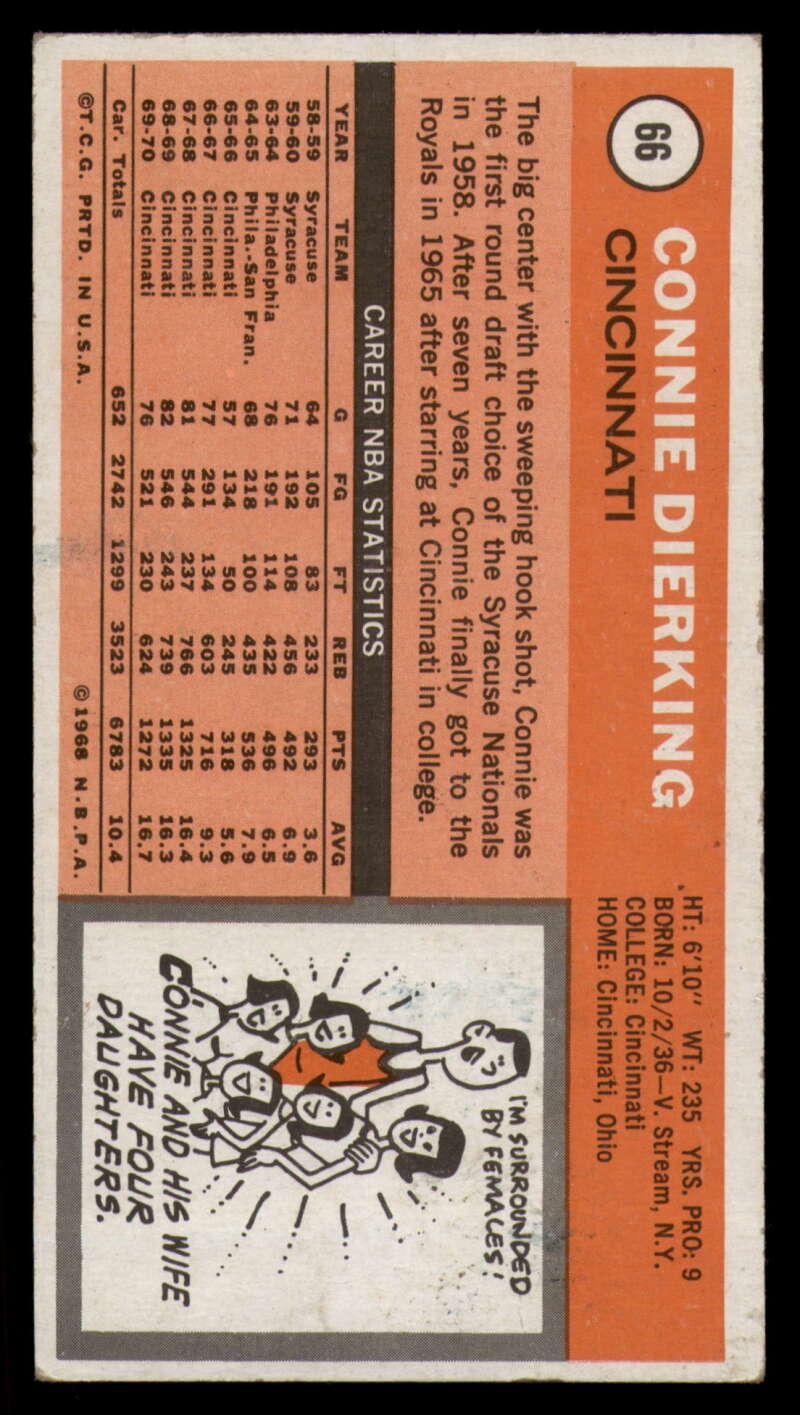 66
CONNIE DIERKING
CINCINNATI
HT: 6'10" WT: 235 YRS. PRO: 9
BORN: 10/2/36—V. Stream, N.Y.
COLLEGE: Cincinnati
HOME: Cincinnati, Ohio
The big center with the sweeping hook shot, Connie was
the first round draft choice of the Syracuse Nationals
in 1958. After seven years, Connie finally got to the
Royals in 1965 after starring at Cincinnati in college.
CAREER NBA STATISTICS
YEAR TEAM G FG FT REB PTS AVG
58-59 Syracuse 64 105 83 233 293 3.6
59-60 Syracuse 71 192 108 456 492 6.9
63-64 Philadelphia 76 191 114 422 496 6.5
64-65 Phila.-San Fran. 68 218 100 435 536 7.9
65-66 Cincinnati 57 134 50 245 318 5.6
66-67 Cincinnati 77 291 134 603 716 9.3
67-68 Cincinnati 81 544 237 766 1325 16.4
68-69 Cincinnati 82 546 243 739 1335 16.3
69-70 Cincinnati 76 521 230 624 1272 16.7
Car. Totals 652 2742 1299 3523 6783 10.4
©T.C.G. PRTD. IN U.S.A. ©1968 N.B.P.A.
I'M SURROUNDED
BY FEMALES!
CONNIE AND HIS WIFE
HAVE FOUR
DAUGHTERS.